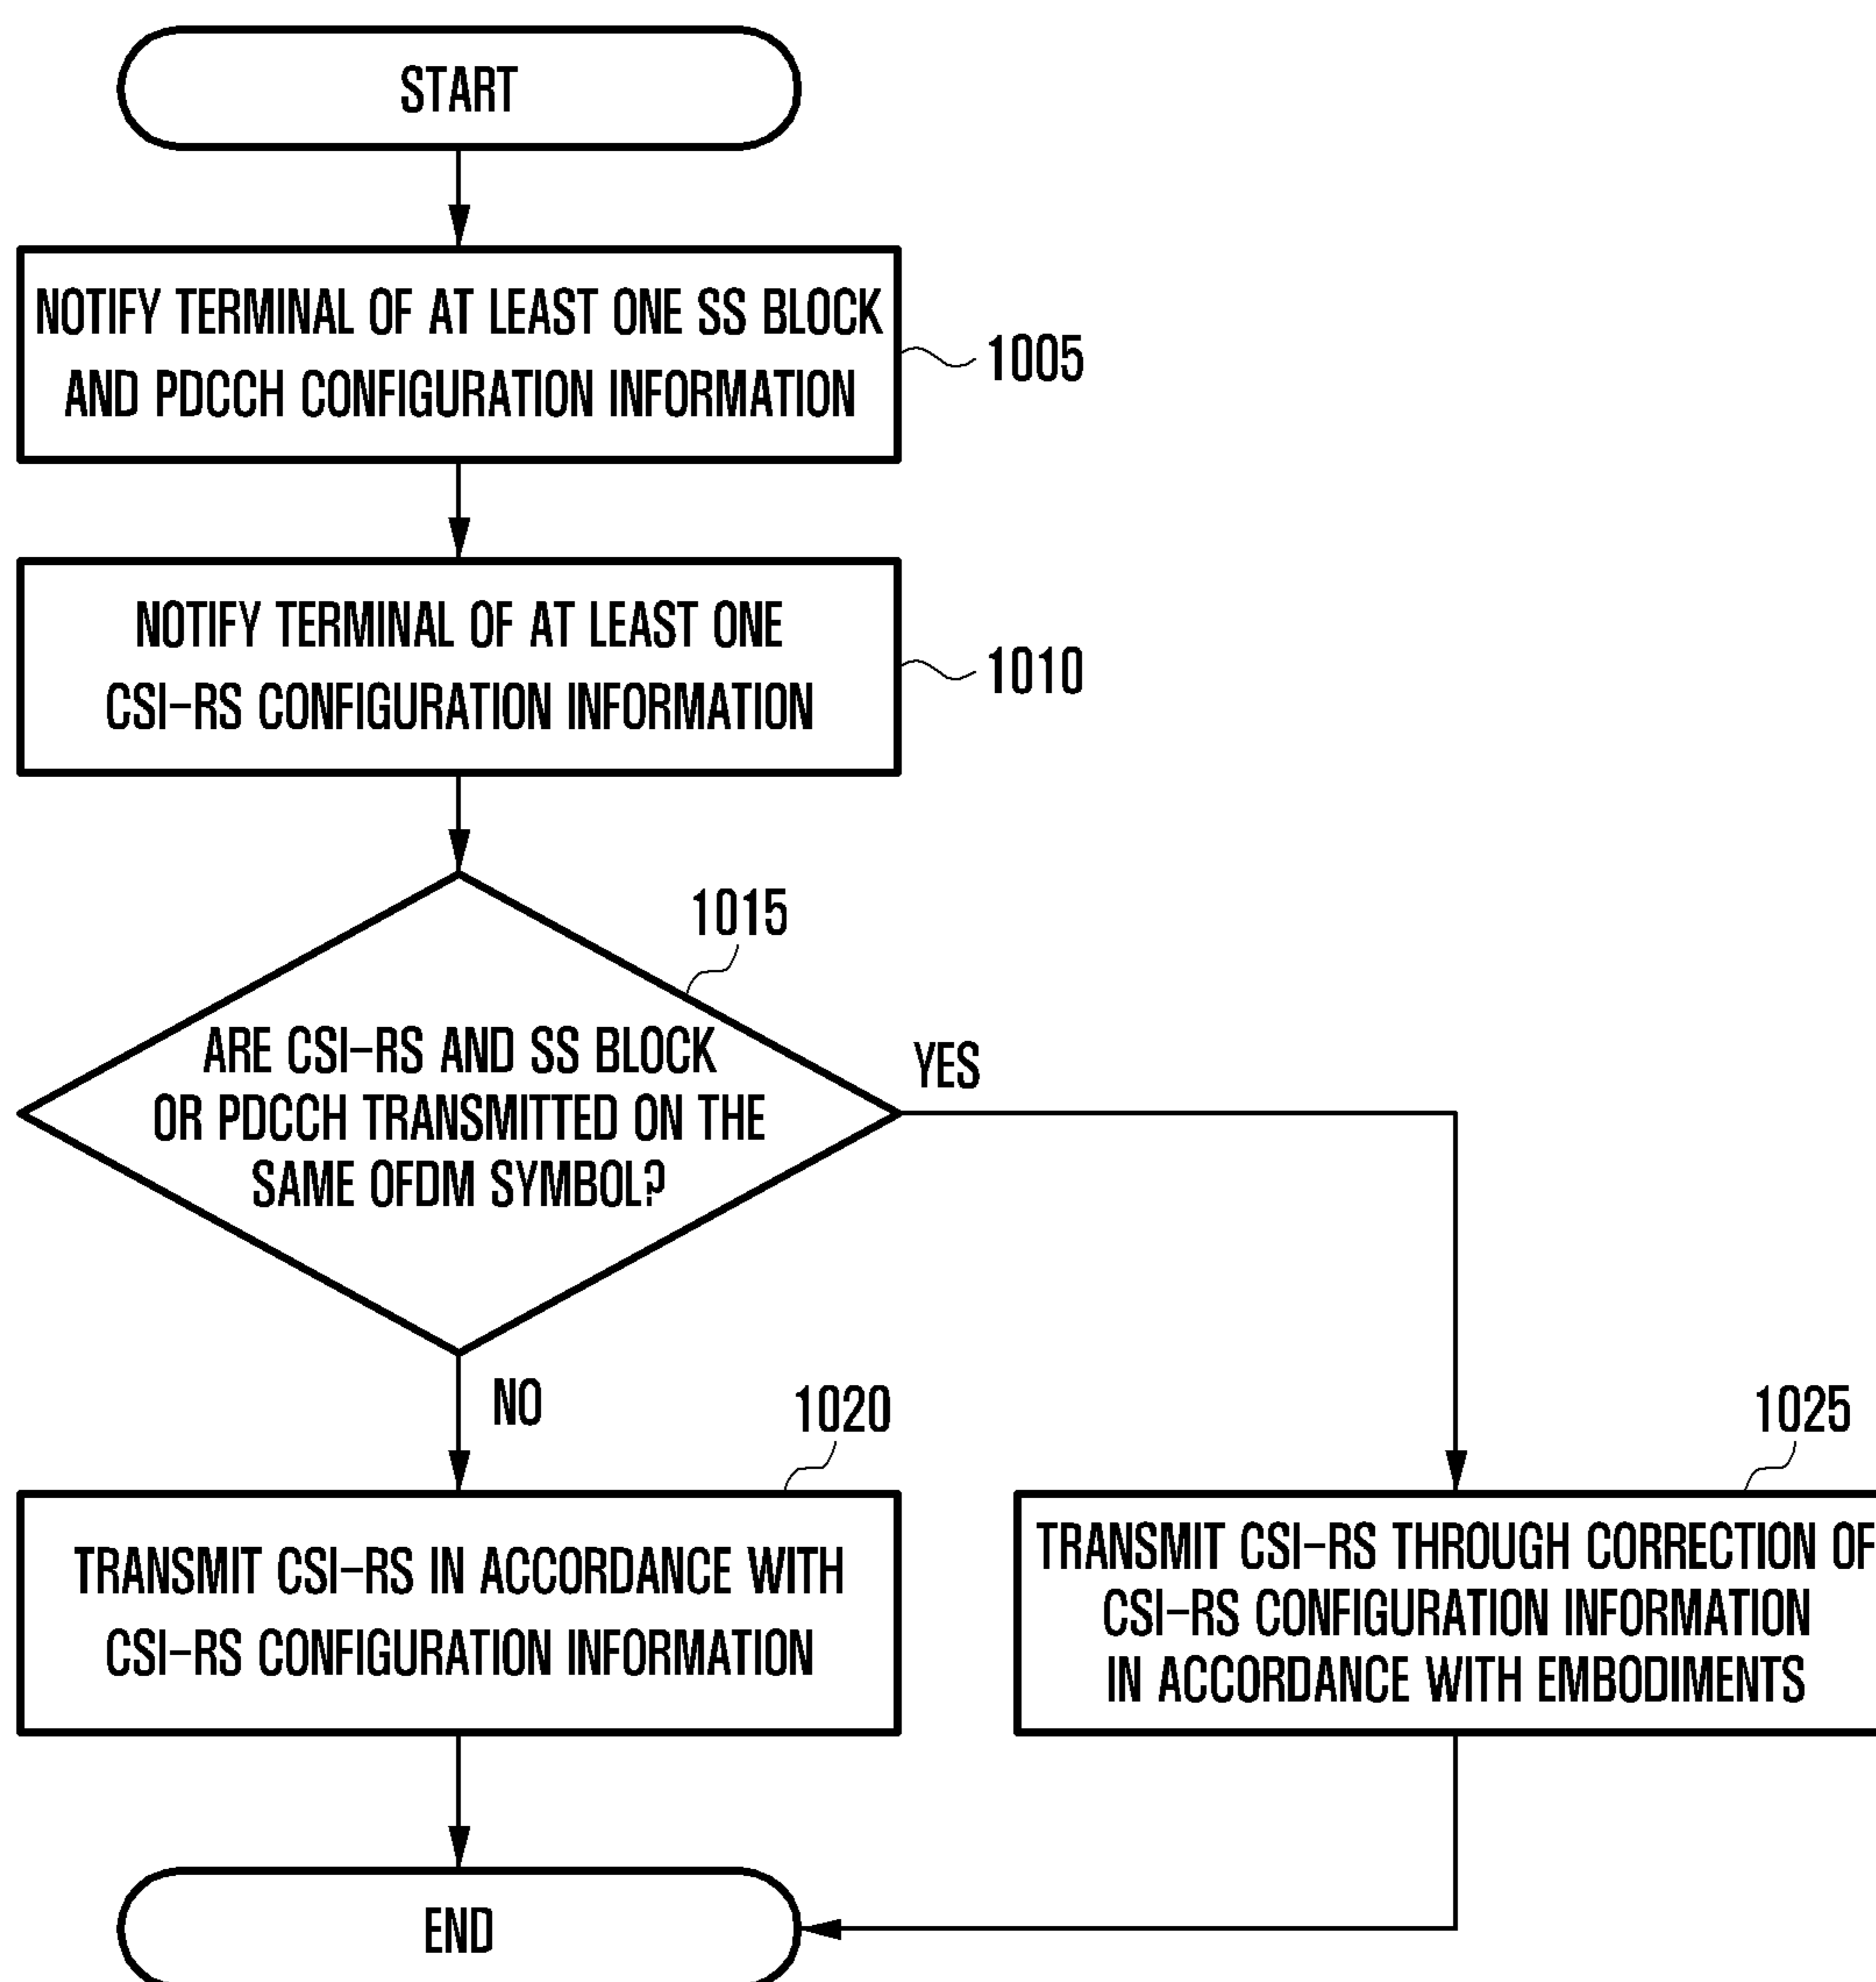 START
NOTIFY TERMINAL OF AT LEAST ONE SS BLOCK
AND PDCCH CONFIGURATION INFORMATION
1005
NOTIFY TERMINAL OF AT LEAST ONE
CSI-RS CONFIGURATION INFORMATION
1010
1015
ARE CSI-RS AND SS BLOCK
OR PDCCH TRANSMITTED ON THE
SAME OFDM SYMBOL?
YES
NO
1020
TRANSMIT CSI-RS IN ACCORDANCE WITH
CSI-RS CONFIGURATION INFORMATION
1025
TRANSMIT CSI-RS THROUGH CORRECTION OF
CSI-RS CONFIGURATION INFORMATION
IN ACCORDANCE WITH EMBODIMENTS
END